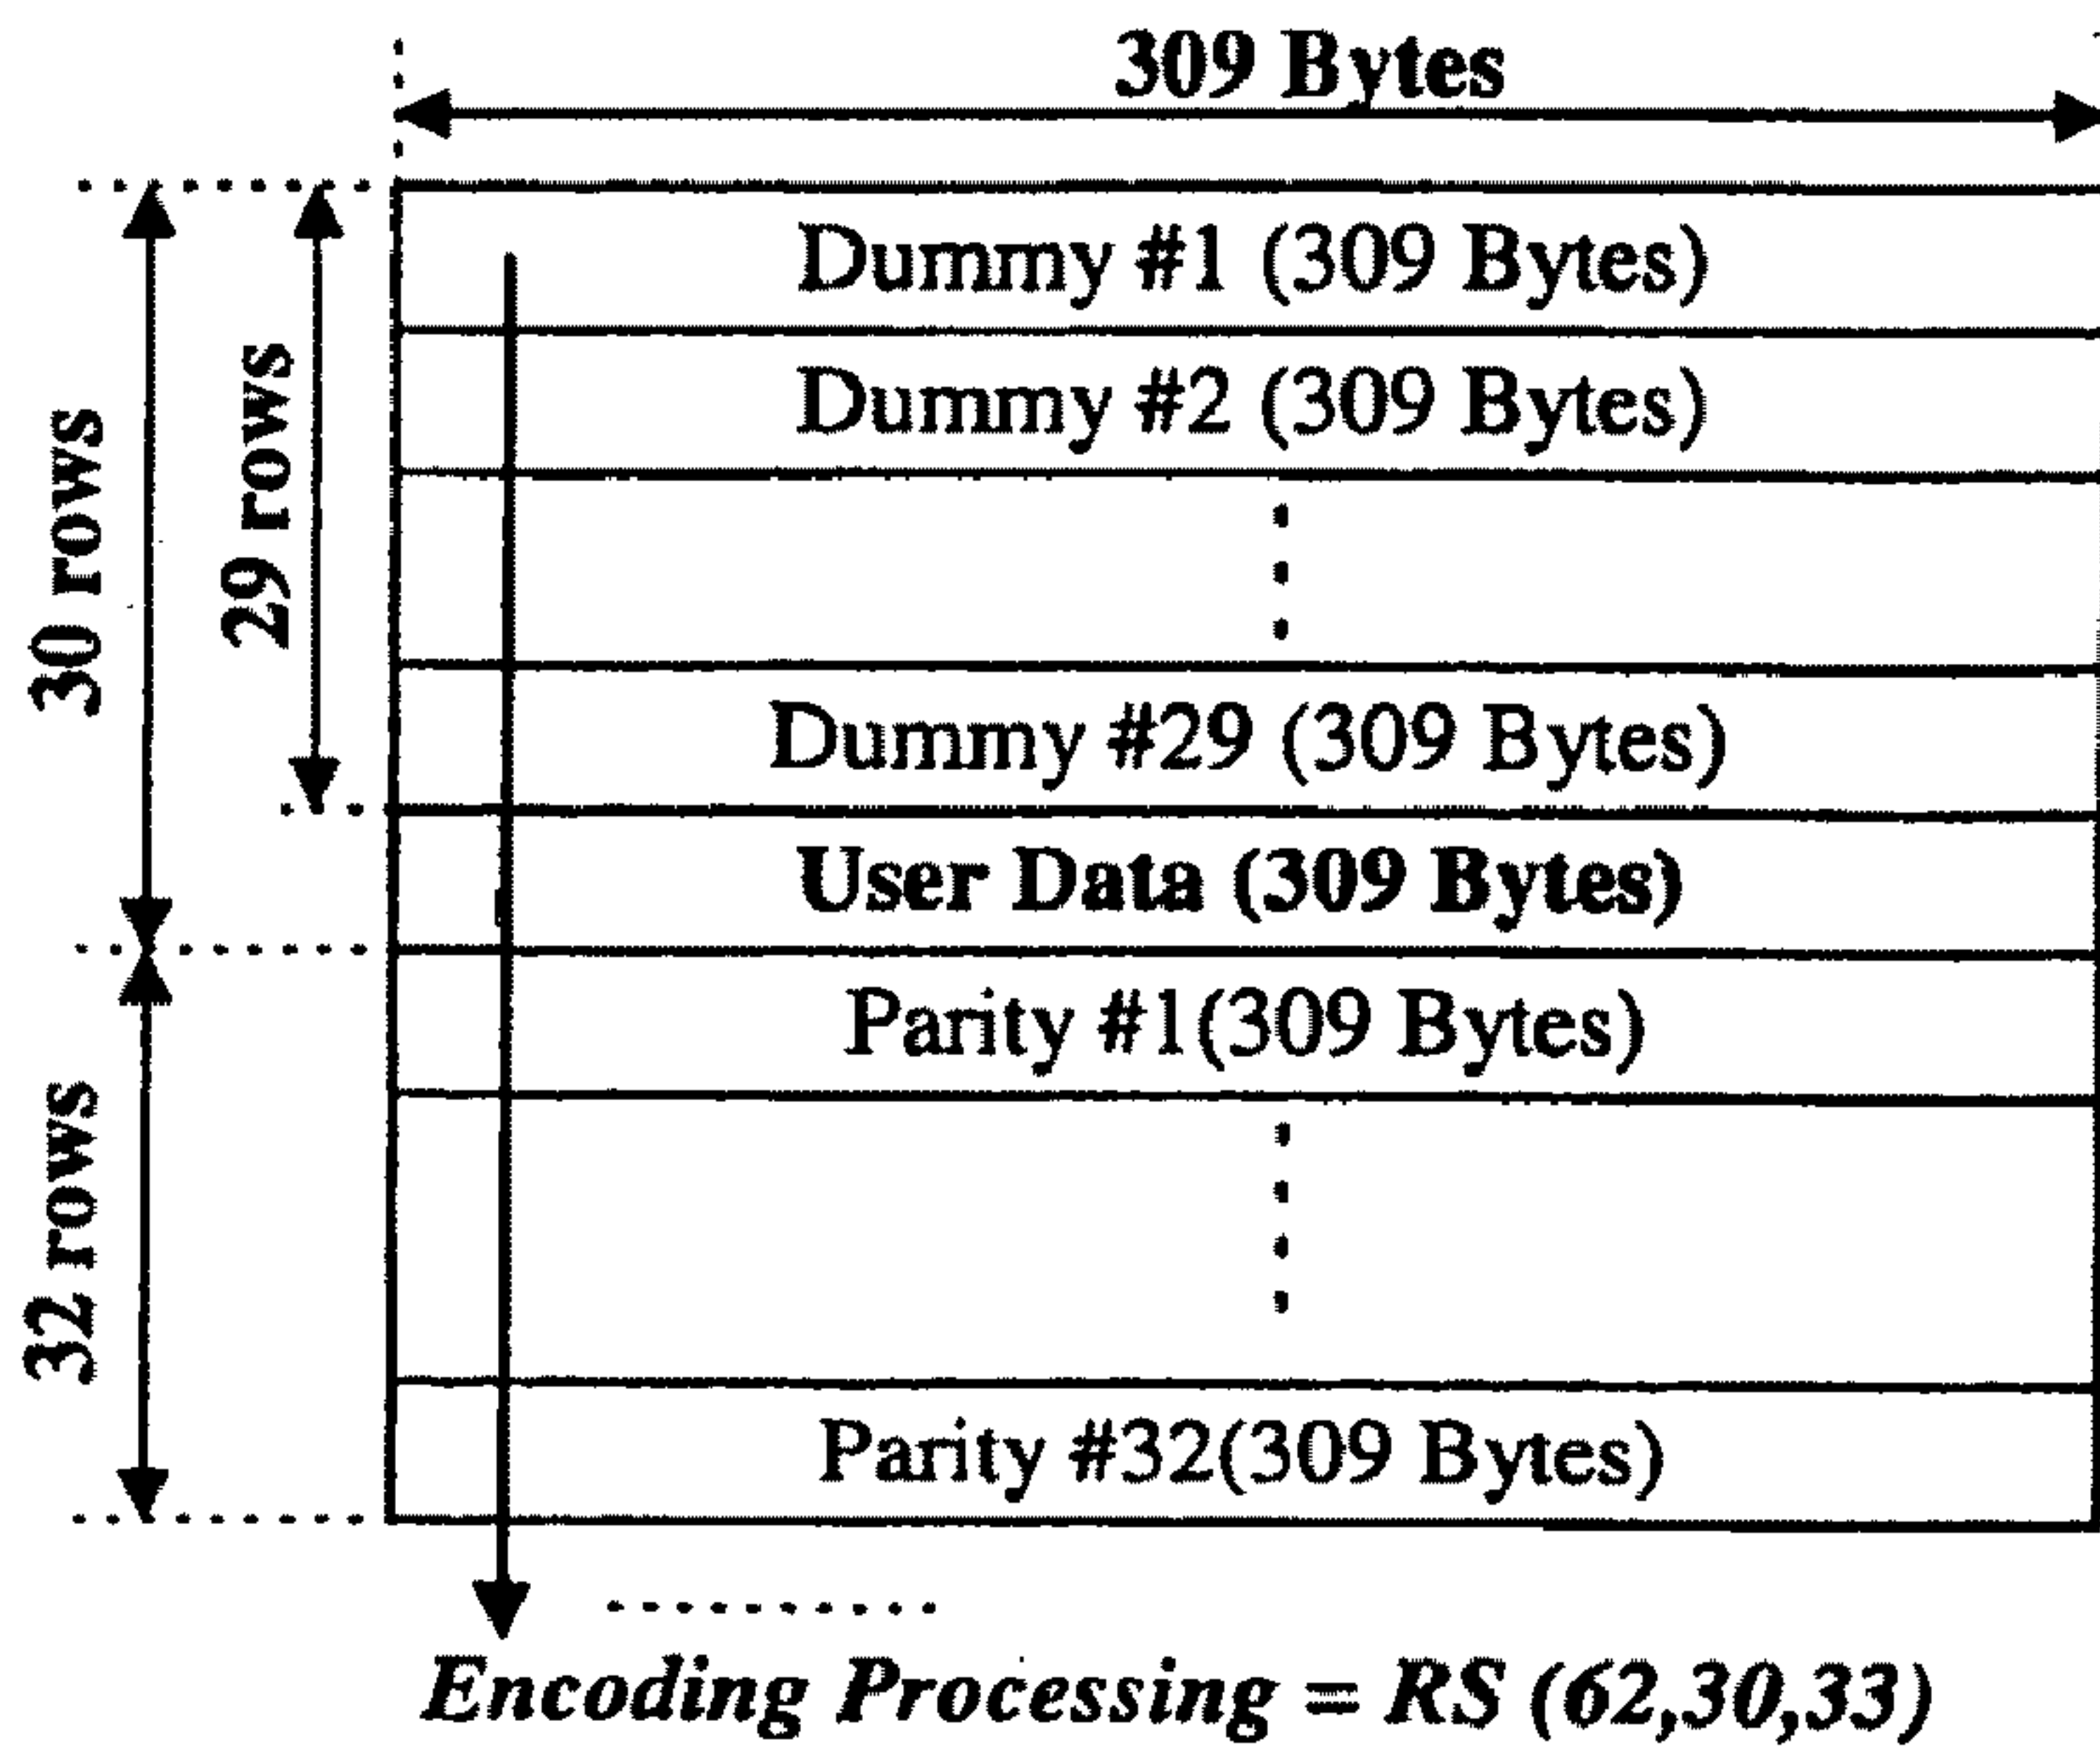 309 Bytes
Dummy #1 (309 Bytes)
Dummy #2 (309 Bytes)
30 rows
29 rows
Dummy #29 (309 Bytes)
User Data (309 Bytes)
Parity #1(309 Bytes)
32 rows
Parity #32(309 Bytes)
Encoding Processing = RS (62,30,33)